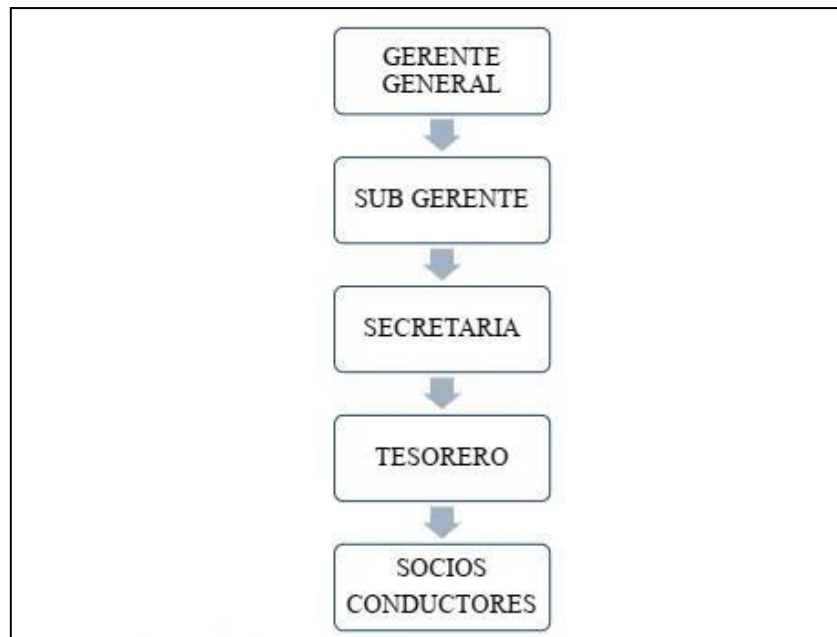 GERENTE
GENERAL
SUB GERENTE
SECRETARIA
TESORERO
SOCIOS
CONDUCTORES